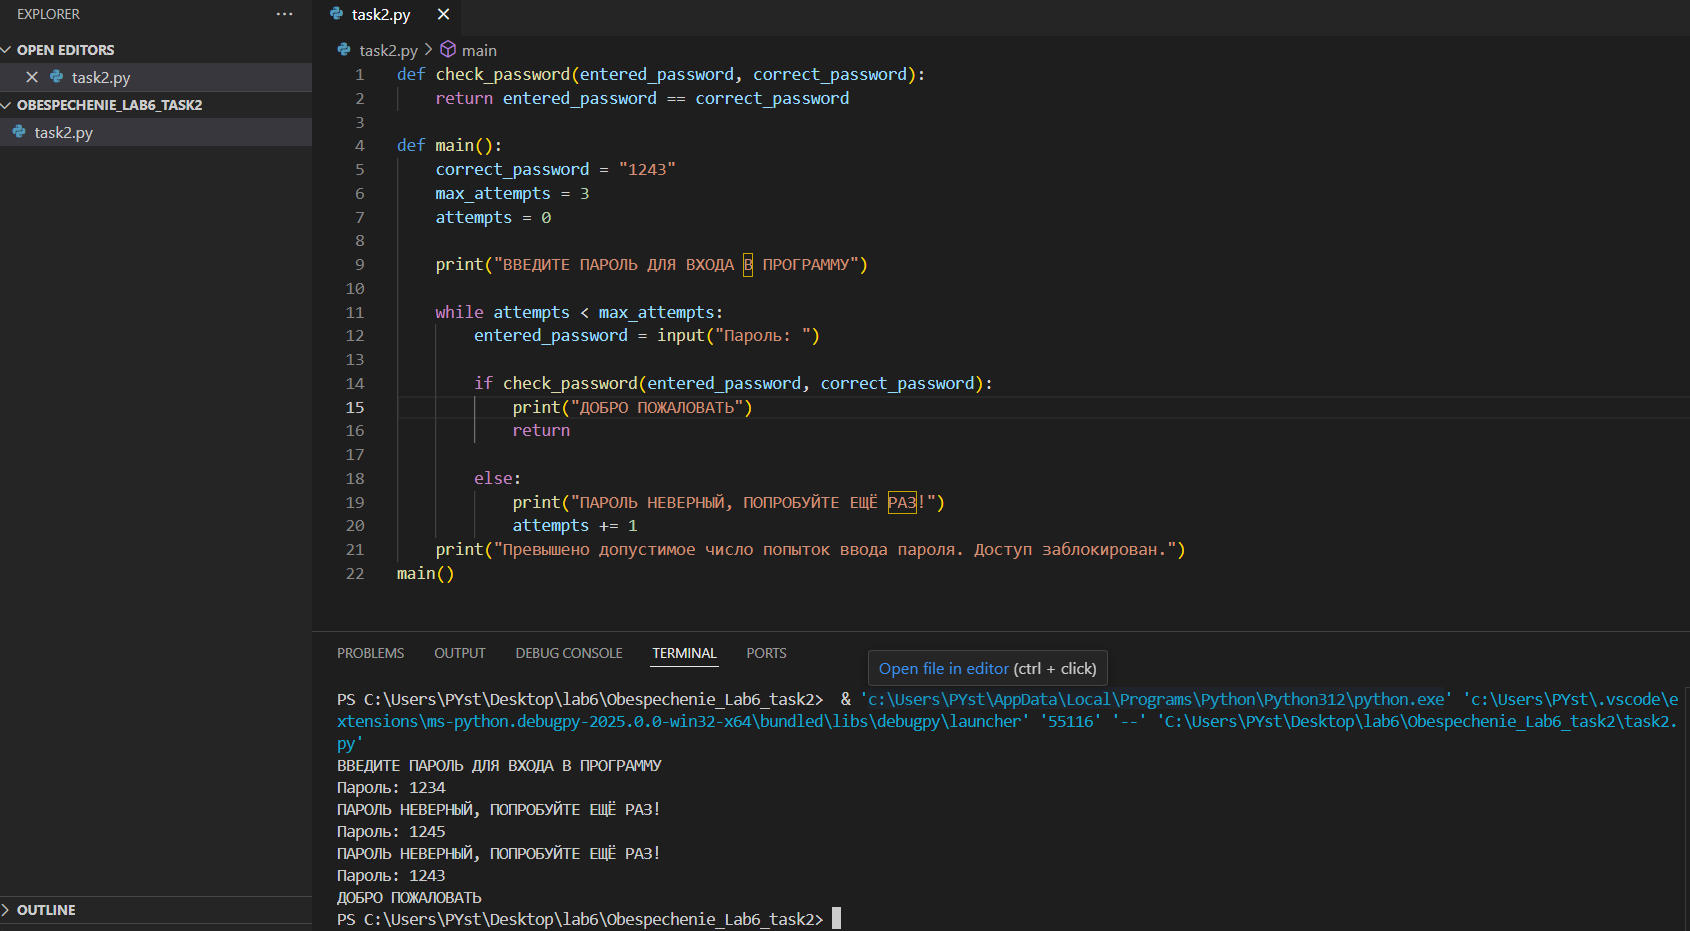 EXPLORER
···
OPEN EDITORS
task2.py
OBESPECHENIE_LAB6_TASK2
task2.py
OUTLINE
task2.py
task2.py > main
1 def check_password(entered_password, correct_password):
2 return entered_password == correct_password
3
4 def main():
5 correct_password = "1243"
6 max_attempts = 3
7 attempts = 0
8
9 print("ВВЕДИТЕ ПАРОЛЬ ДЛЯ ВХОДА В ПРОГРАММУ")
10
11 while attempts < max_attempts:
12 entered_password = input("Пароль: ")
13
14 if check_password(entered_password, correct_password):
15 print("ДОБРО ПОЖАЛОВАТЬ")
16 return
17
18 else:
19 print("ПАРОЛЬ НЕВЕРНЫЙ, ПОПРОБУЙТЕ ЕЩЁ РАЗ!")
20 attempts += 1
21 print("Превышено допустимое число попыток ввода пароля. Доступ заблокирован.")
22 main()
PROBLEMS OUTPUT DEBUG CONSOLE TERMINAL PORTS
Open file in editor (ctrl + click)
PS C:\Users\PYst\Desktop\lab6\Obespechenie_Lab6_task2> & 'c:\Users\PYst\AppData\Local\Programs\Python\Python312\python.exe' 'c:\Users\PYst\.vscode\e
xtensions\ms-python.debugpy-2025.0.0-win32-x64\bundled\libs\debugpy\launcher' '55116' '--' 'C:\Users\PYst\Desktop\lab6\Obespechenie_Lab6_task2\task2.
py'
ВВЕДИТЕ ПАРОЛЬ ДЛЯ ВХОДА В ПРОГРАММУ
Пароль: 1234
ПАРОЛЬ НЕВЕРНЫЙ, ПОПРОБУЙТЕ ЕЩЁ РАЗ!
Пароль: 1245
ПАРОЛЬ НЕВЕРНЫЙ, ПОПРОБУЙТЕ ЕЩЁ РАЗ!
Пароль: 1243
ДОБРО ПОЖАЛОВАТЬ
PS C:\Users\PYst\Desktop\lab6\Obespechenie_Lab6_task2>